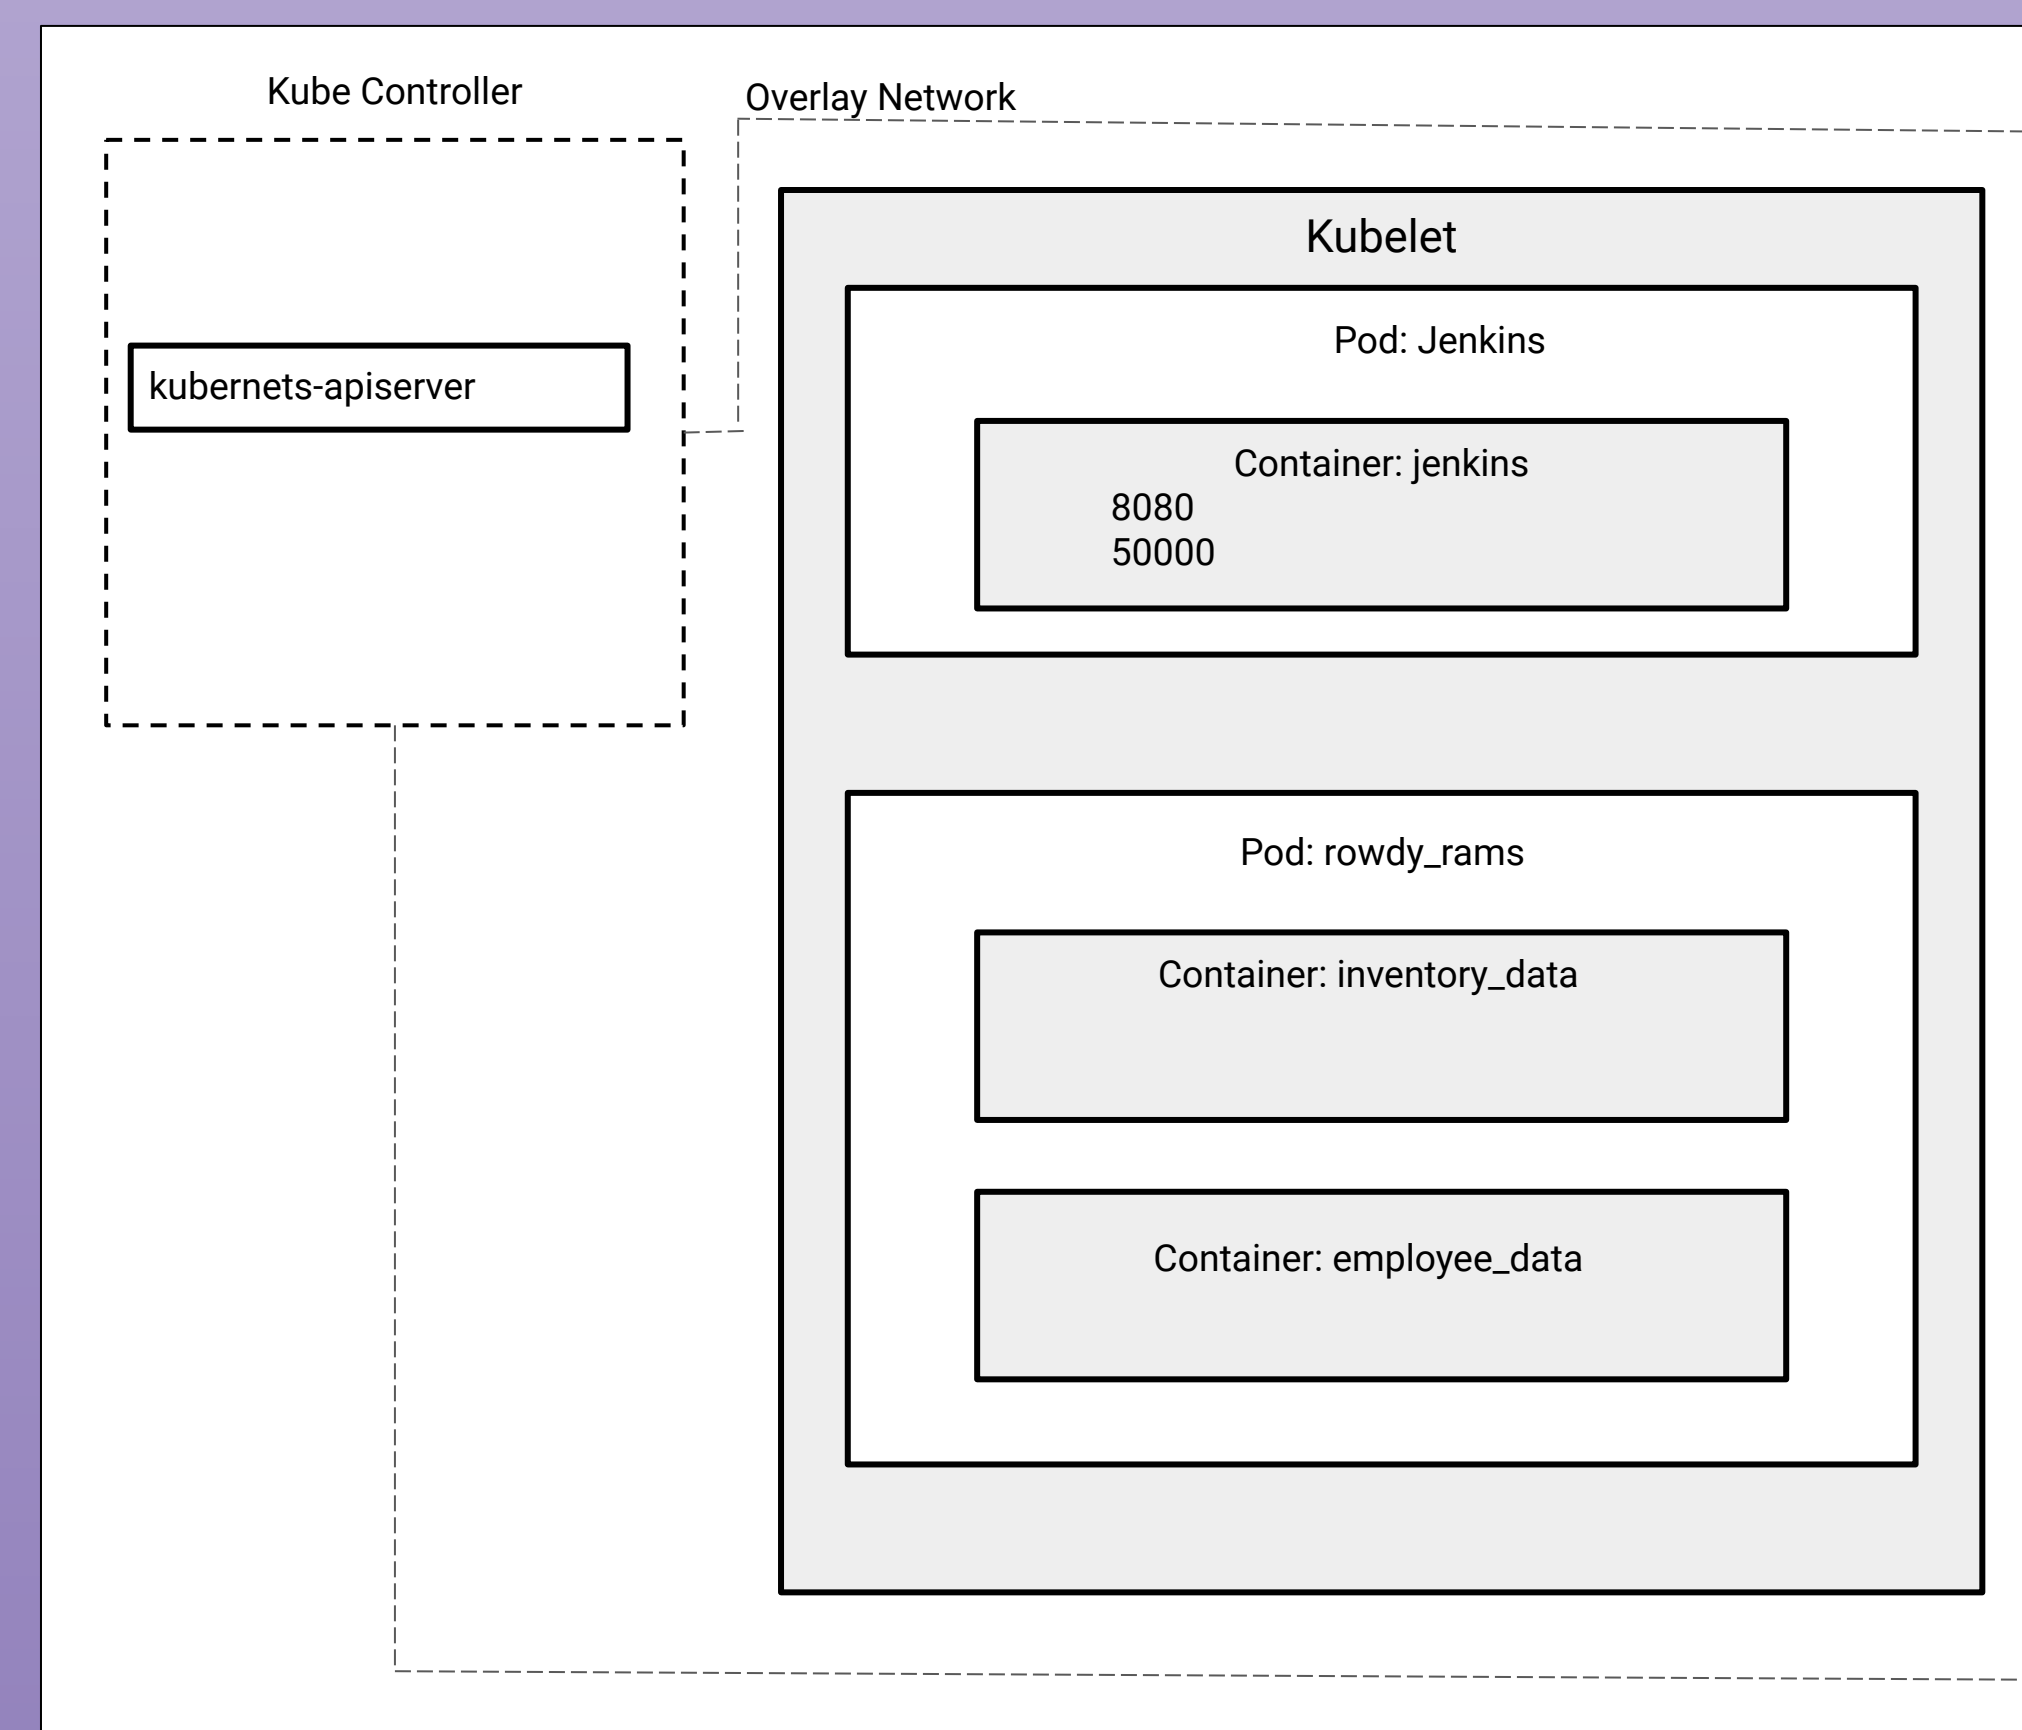 Kube Controller
kubernets-apiserver
Overlay Network
Kubelet
Pod: Jenkins
Container: jenkins
8080
50000
Pod: rowdy_rams
Container: inventory_data
Container: employee_data